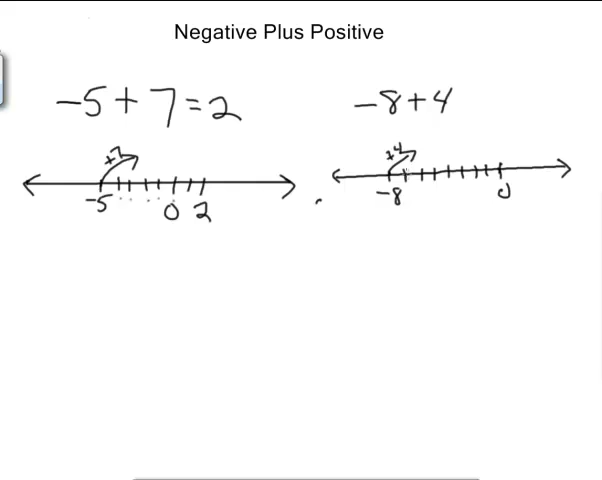 Negative Plus Positive
-5 + 7 = 2
-8 + 4
+7
+4
-5 0 2
-8 0